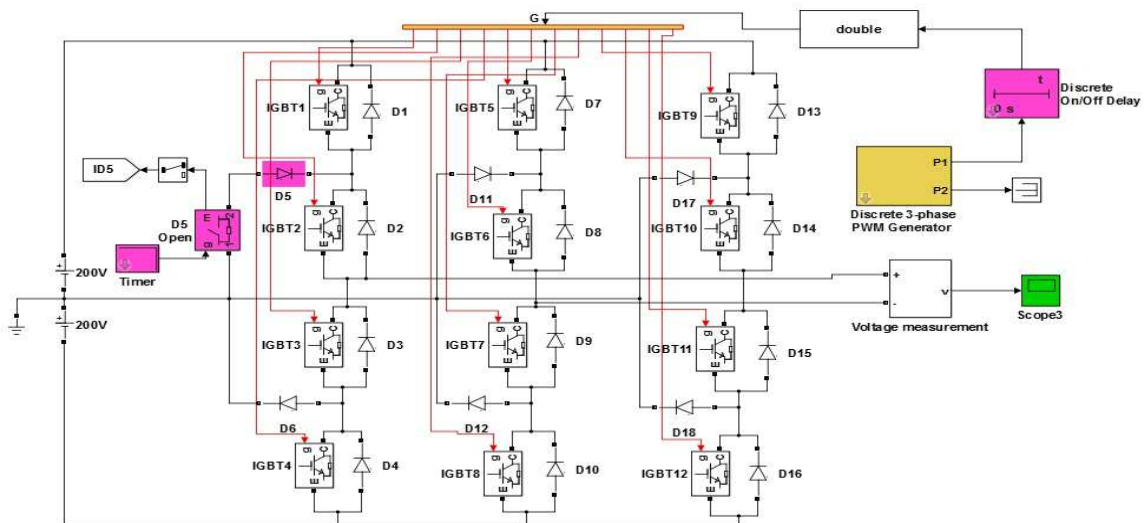 G
double
t
0 s
Discrete
On/Off Delay
IGBT1
g
C
E
D1
IGBT5
g
C
E
D7
IGBT9
g
C
E
D13
ID5
D5
D11
D17
P1
P2
Discrete 3-phase
PWM Generator
D5
Open
Timer
IGBT2
g
C
E
D2
IGBT6
g
C
E
D8
IGBT10
g
C
E
D14
200V
200V
+
-
v
Voltage measurement
Scope3
IGBT3
g
C
E
D3
IGBT7
g
C
E
D9
IGBT11
g
C
E
D15
D6
D12
D18
IGBT4
g
C
E
D4
IGBT8
g
C
E
D10
IGBT12
g
C
E
D16